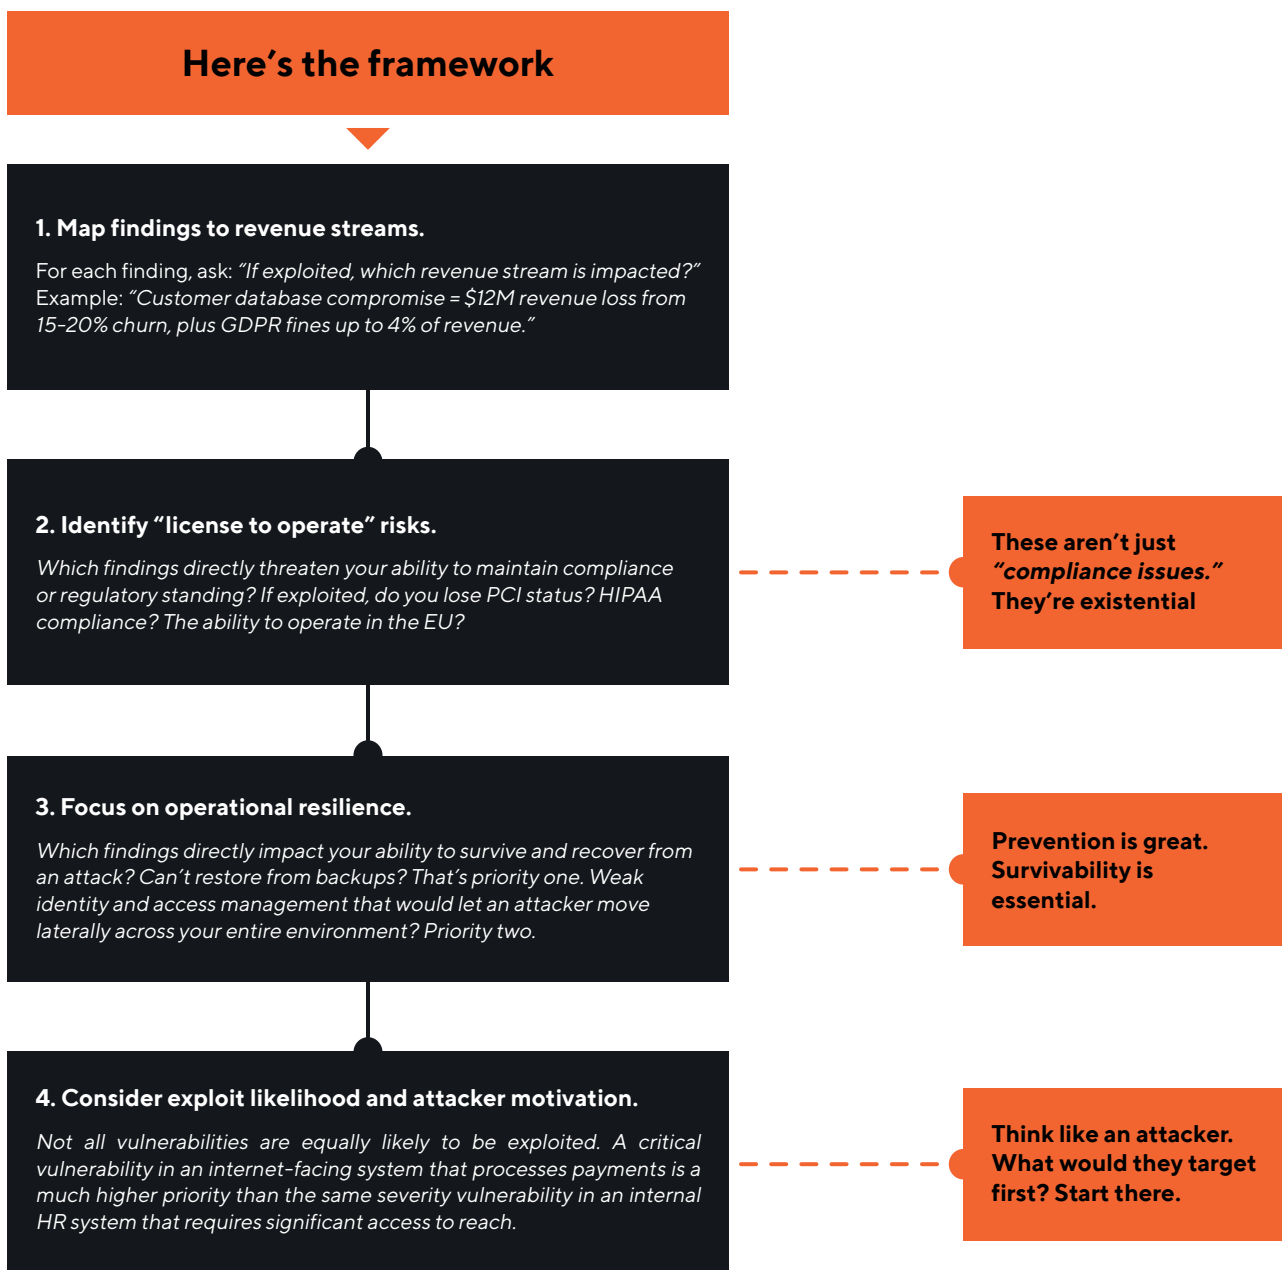 Here’s the framework
1. Map findings to revenue streams.
For each finding, ask: “If exploited, which revenue stream is impacted?”
Example: “Customer database compromise = $12M revenue loss from
15-20% churn, plus GDPR fines up to 4% of revenue.”
2. Identify “license to operate” risks.
Which findings directly threaten your ability to maintain compliance
or regulatory standing? If exploited, do you lose PCI status? HIPAA
compliance? The ability to operate in the EU?
These aren’t just
“compliance issues.”
They’re existential
3. Focus on operational resilience.
Which findings directly impact your ability to survive and recover from
an attack? Can’t restore from backups? That’s priority one. Weak
identity and access management that would let an attacker move
laterally across your entire environment? Priority two.
Prevention is great.
Survivability is
essential.
4. Consider exploit likelihood and attacker motivation.
Not all vulnerabilities are equally likely to be exploited. A critical
vulnerability in an internet-facing system that processes payments is a
much higher priority than the same severity vulnerability in an internal
HR system that requires significant access to reach.
Think like an attacker.
What would they target
first? Start there.